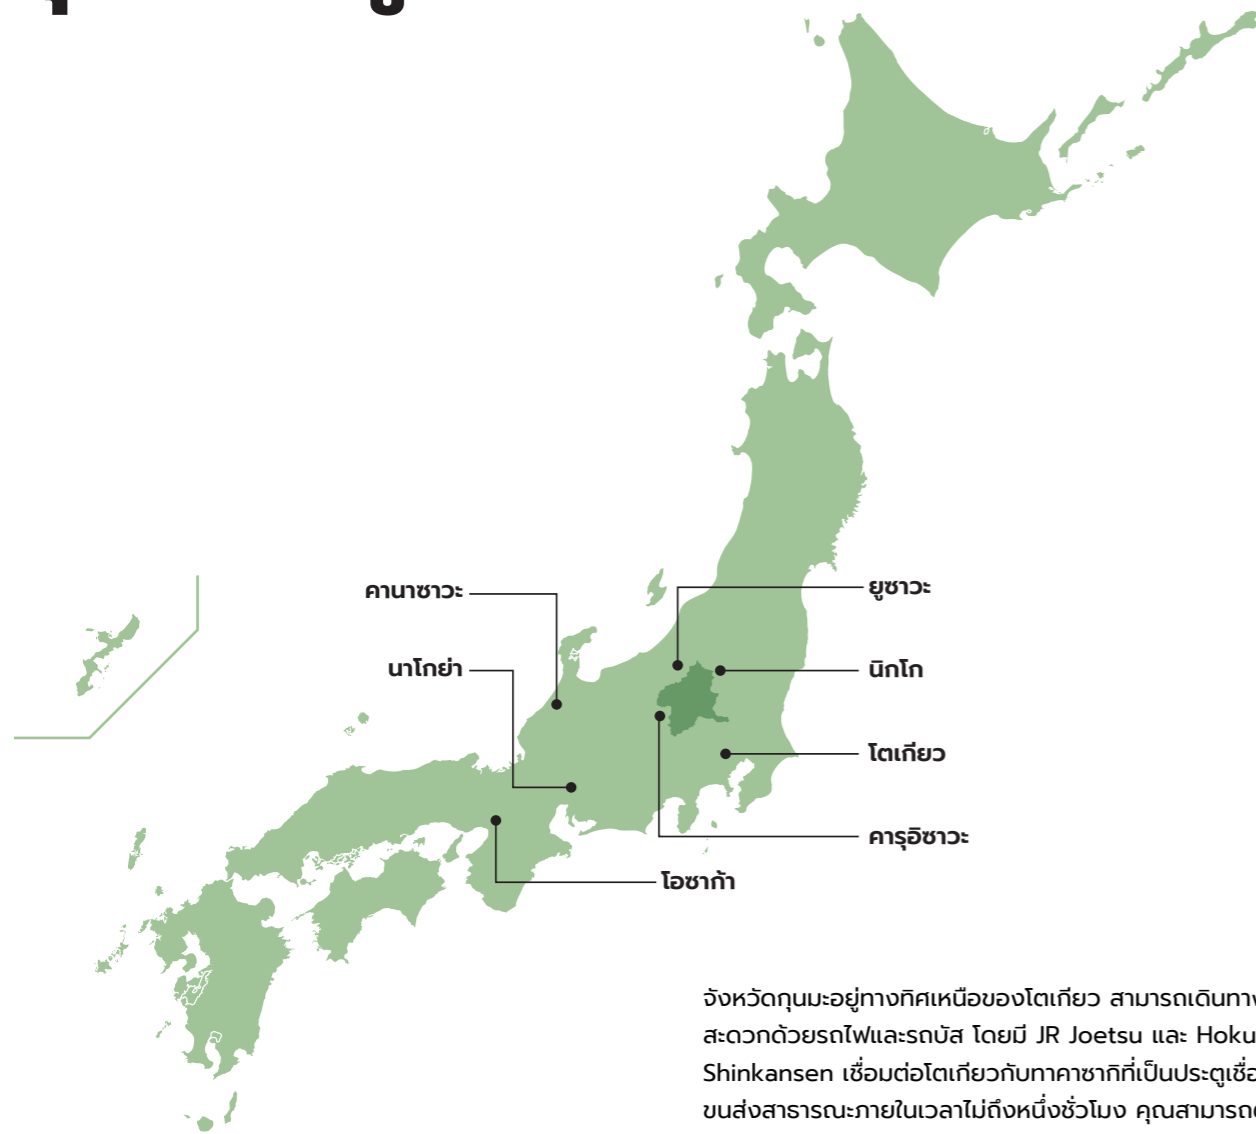 คานาซาวะ
ยูซาวะ
นาโกย่า
นิกโก
โตเกียว
คารุอิซาวะ
โอซาก้า
จังหวัดกุนมะอยู่ทางทิศเหนือของโตเกียว สามารถเดินทาง
สะดวกด้วยรถไฟและรถบัส โดยมี JR Joetsu และ Hoku
Shinkansen เชื่อมต่อโตเกียวกับทาคาซากิที่เป็นประตูเชื่อ
ขนส่งสาธารณะภายในเวลาไม่ถึงหนึ่งชั่วโมง คุณสามารถ